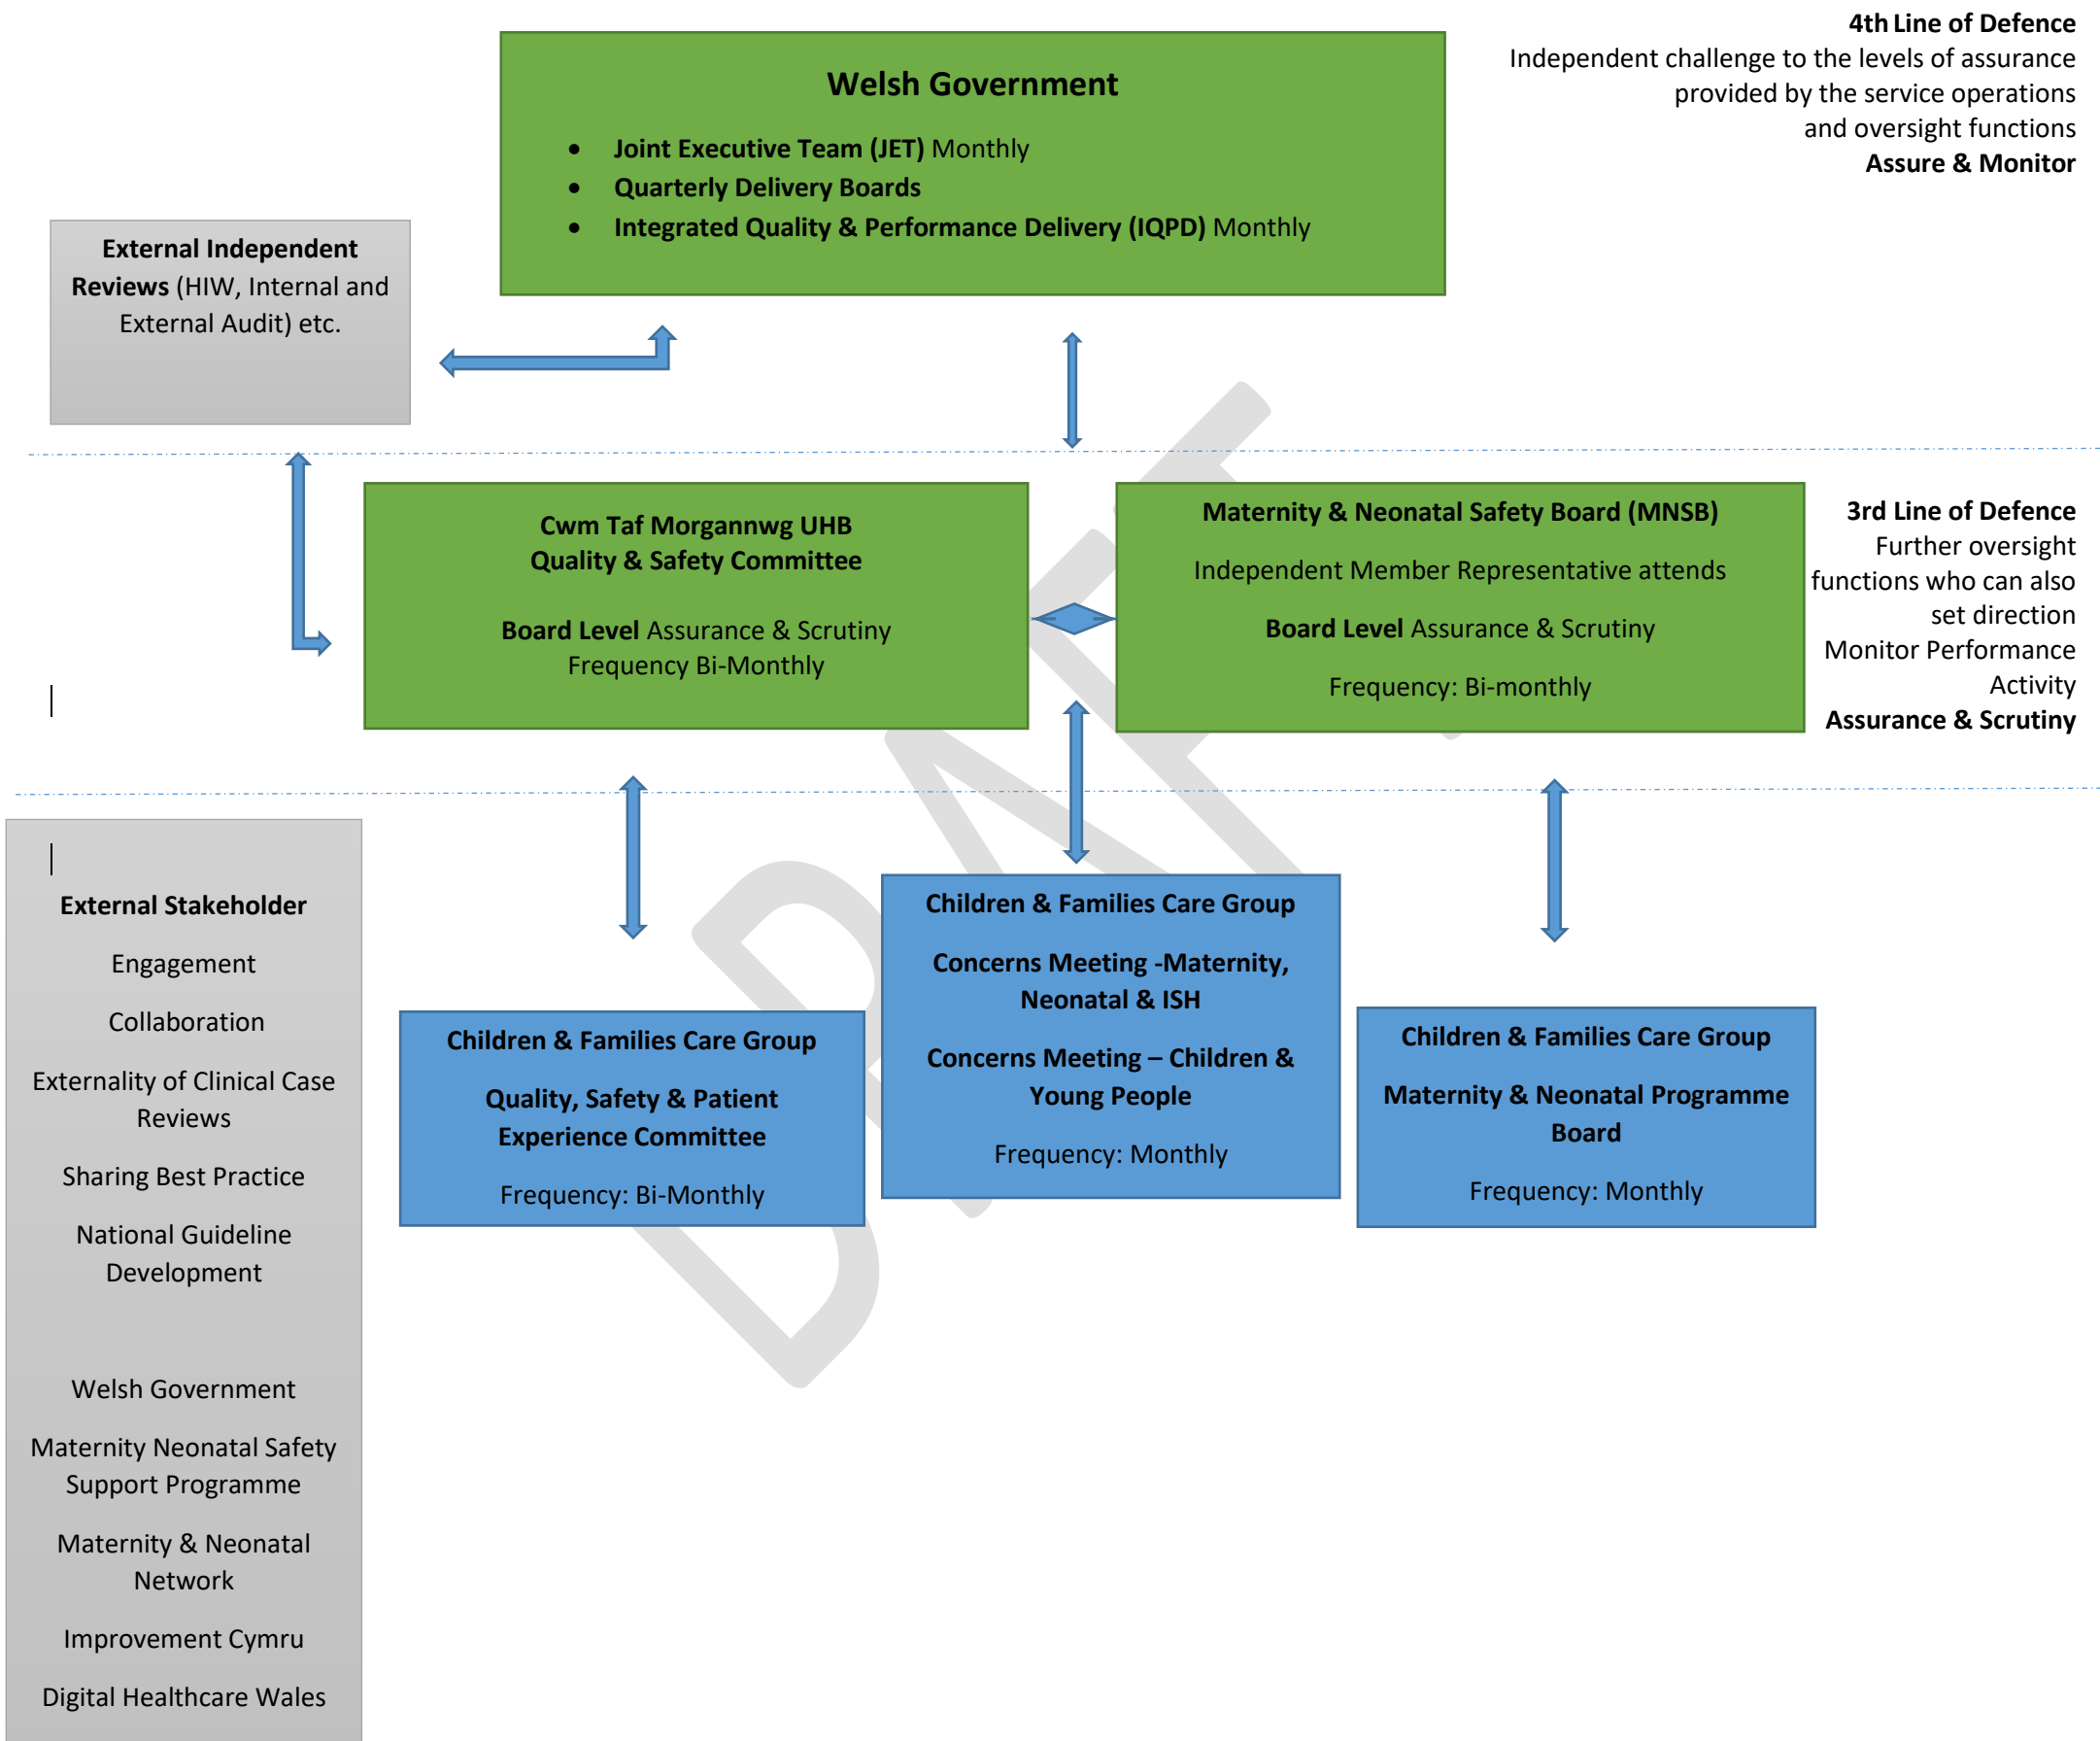 4th Line of Defence
Independent challenge to the levels of assurance
provided by the service operations
and oversight functions
Assure & Monitor
Welsh Government
• Joint Executive Team (JET) Monthly
• Quarterly Delivery Boards
• Integrated Quality & Performance Delivery (IQPD) Monthly
External Independent
Reviews (HIW, Internal and
External Audit) etc.
Cwm Taf Morgannwg UHB
Quality & Safety Committee
Board Level Assurance & Scrutiny
Frequency Bi-Monthly
Maternity & Neonatal Safety Board (MNSB)
Independent Member Representative attends
Board Level Assurance & Scrutiny
Frequency: Bi-monthly
3rd Line of Defence
Further oversight
functions who can also
set direction
Monitor Performance
Activity
Assurance & Scrutiny
External Stakeholder
Engagement
Collaboration
Externality of Clinical Case
Reviews
Sharing Best Practice
National Guideline
Development
Welsh Government
Maternity Neonatal Safety
Support Programme
Maternity & Neonatal
Network
Improvement Cymru
Digital Healthcare Wales
Children & Families Care Group
Quality, Safety & Patient
Experience Committee
Frequency: Bi-Monthly
Children & Families Care Group
Concerns Meeting -Maternity,
Neonatal & ISH
Concerns Meeting – Children &
Young People
Frequency: Monthly
Children & Families Care Group
Maternity & Neonatal Programme
Board
Frequency: Monthly
DRAFT